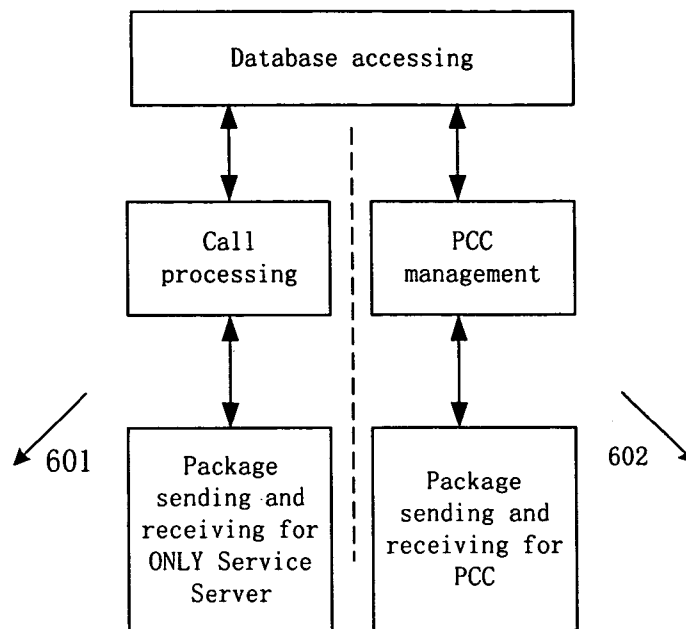 Database accessing
Call
processing
PCC
management
601
Package
sending and
receiving for
ONLY Service
Server
Package
sending and
receiving for
PCC
602